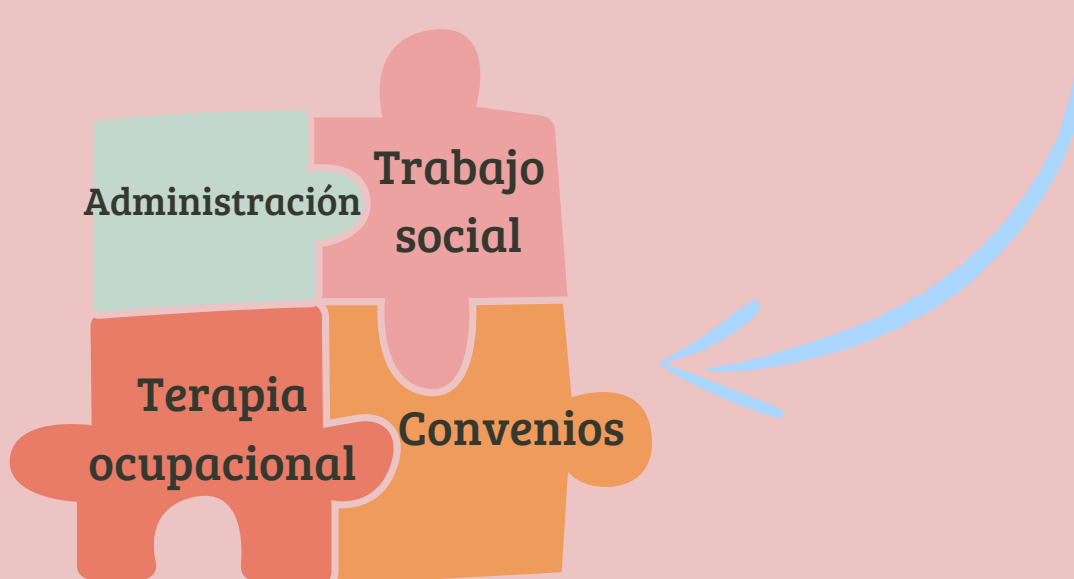 Administración
Trabajo
social
Terapia
ocupacional
Convenios